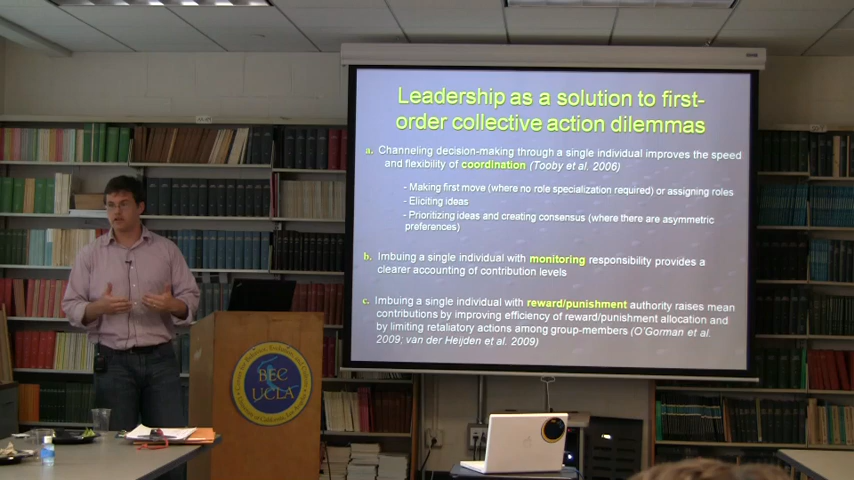 Leadership as a solution to first-
order collective action dilemmas
a. Channeling decision-making through a single individual improves the speed
and flexibility of coordination (Tooby et al. 2006)
- Making first move (where no role specialization required) or assigning roles
- Eliciting ideas
- Prioritizing ideas and creating consensus (where there are asymmetric
preferences)
b. Imbuing a single individual with monitoring responsibility provides a
clearer accounting of contribution levels
c. Imbuing a single individual with reward/punishment authority raises mean
contributions by improving efficiency of reward/punishment allocation and
by limiting retaliatory actions among group-members (O'Gorman et al.
2009; van der Heijden et al. 2009)
BEC
UCLA